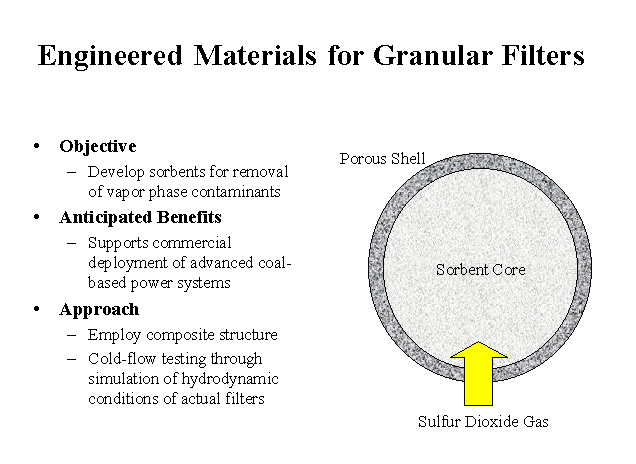 Engineered Materials for Granular Filters
• Objective
– Develop sorbents for removal
of vapor phase contaminants
• Anticipated Benefits
– Supports commercial
deployment of advanced coal-
based power systems
• Approach
– Employ composite structure
– Cold-flow testing through
simulation of hydrodynamic
conditions of actual filters
Porous Shell
Sorbent Core
Sulfur Dioxide Gas